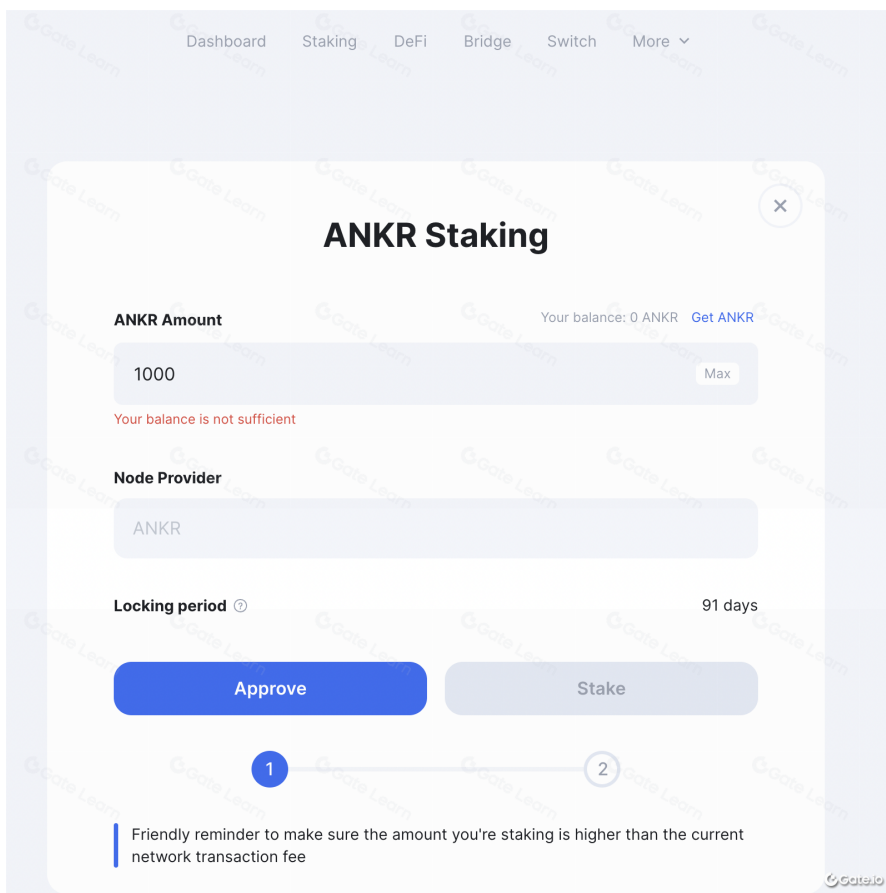 Dashboard Staking DeFi Bridge Switch More
ANKR Staking
ANKR Amount Your balance: 0 ANKR Get ANKR
1000 Max
Your balance is not sufficient
Node Provider
ANKR
Locking period ? 91 days
Approve Stake
1 2
Friendly reminder to make sure the amount you're staking is higher than the current
network transaction fee
Gate Learn
Gate.io